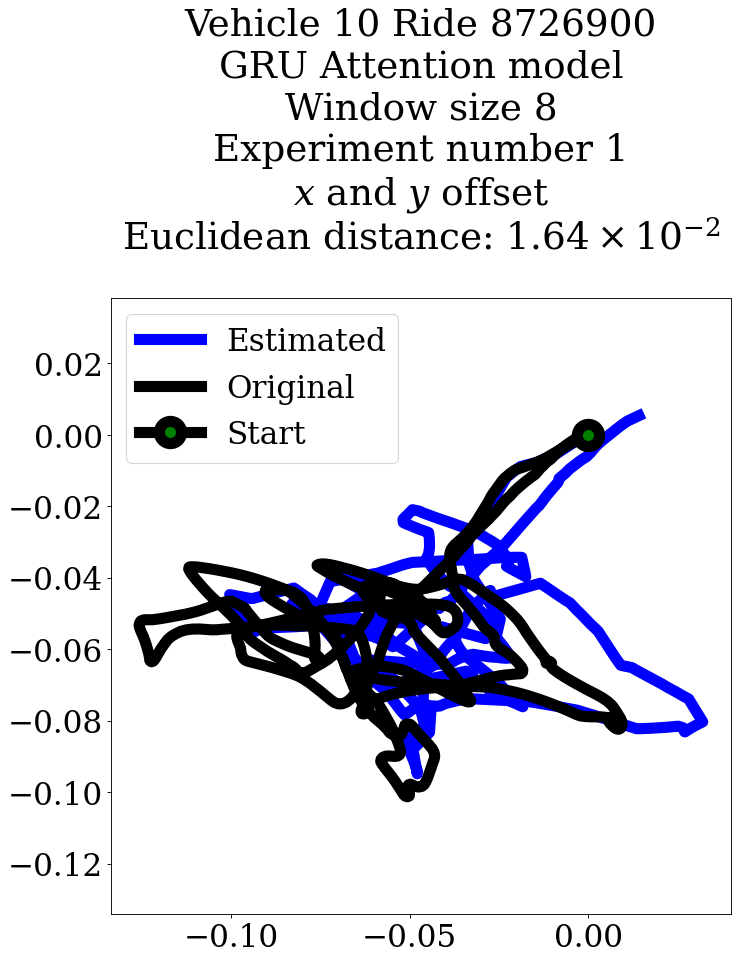 Vehicle 10 Ride 8726900
GRU Attention model
Window size 8
Experiment number 1
x and y offset
Euclidean distance: 1.64 × 10⁻²
Estimated
Original
Start
0.02
0.00
−0.02
−0.04
−0.06
−0.08
−0.10
−0.12
−0.10 −0.05 0.00